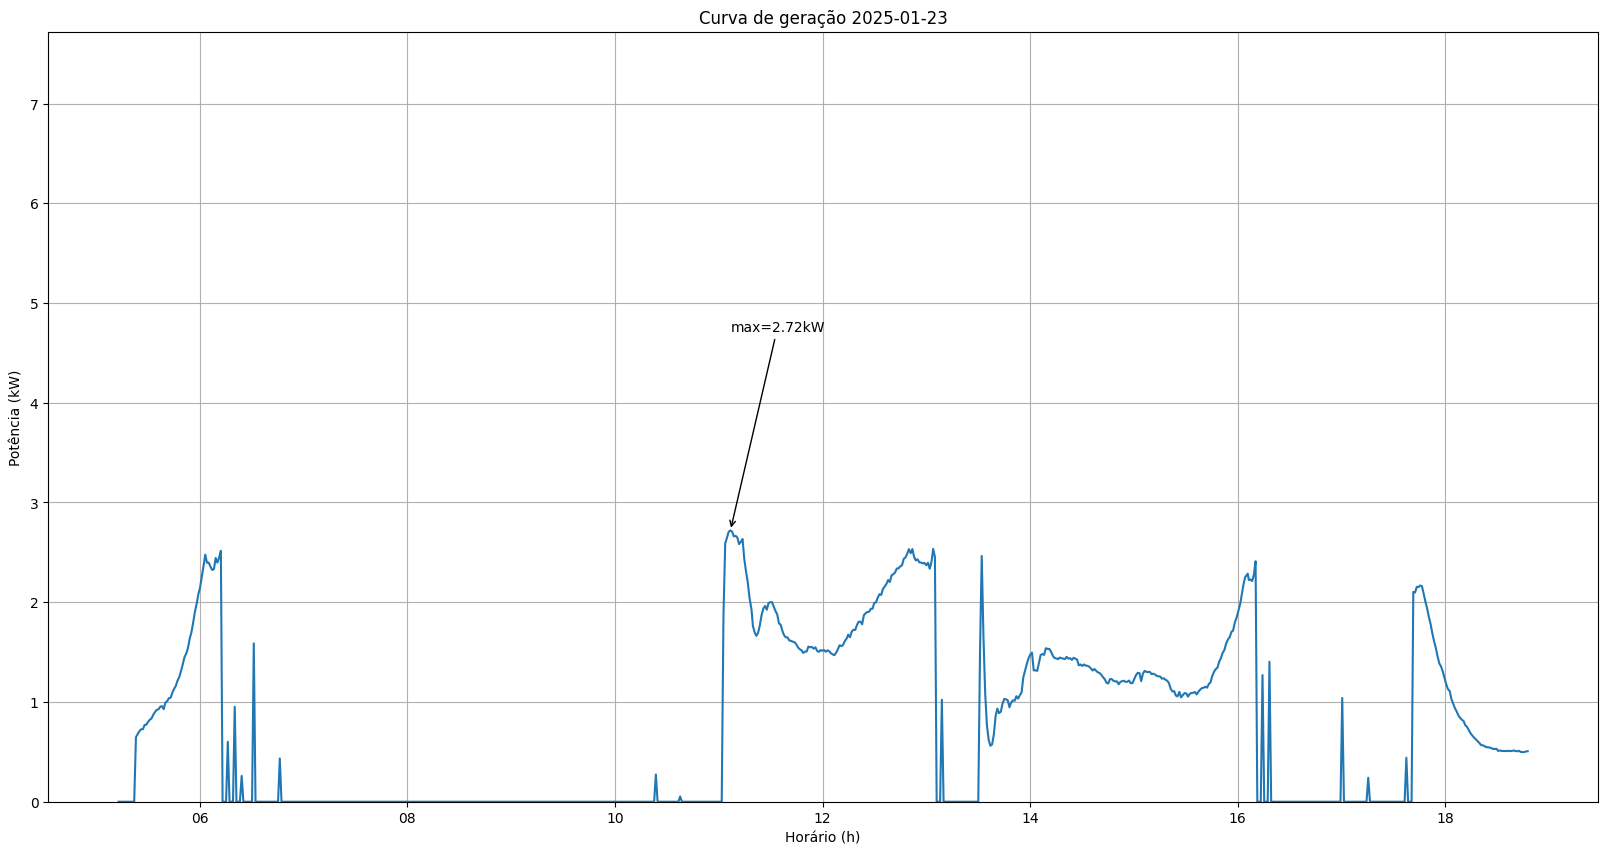 Curva de geração 2025-01-23
7
6
5
max=2.72kW
4
Potência (kW)
3
2
1
0
06 08 10 12 14 16 18
Horário (h)